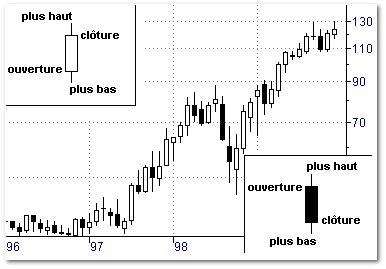 plus haut
clôture
ouverture
plus bas
130
110
90
70
plus haut
ouverture
clôture
plus bas
96
97
98